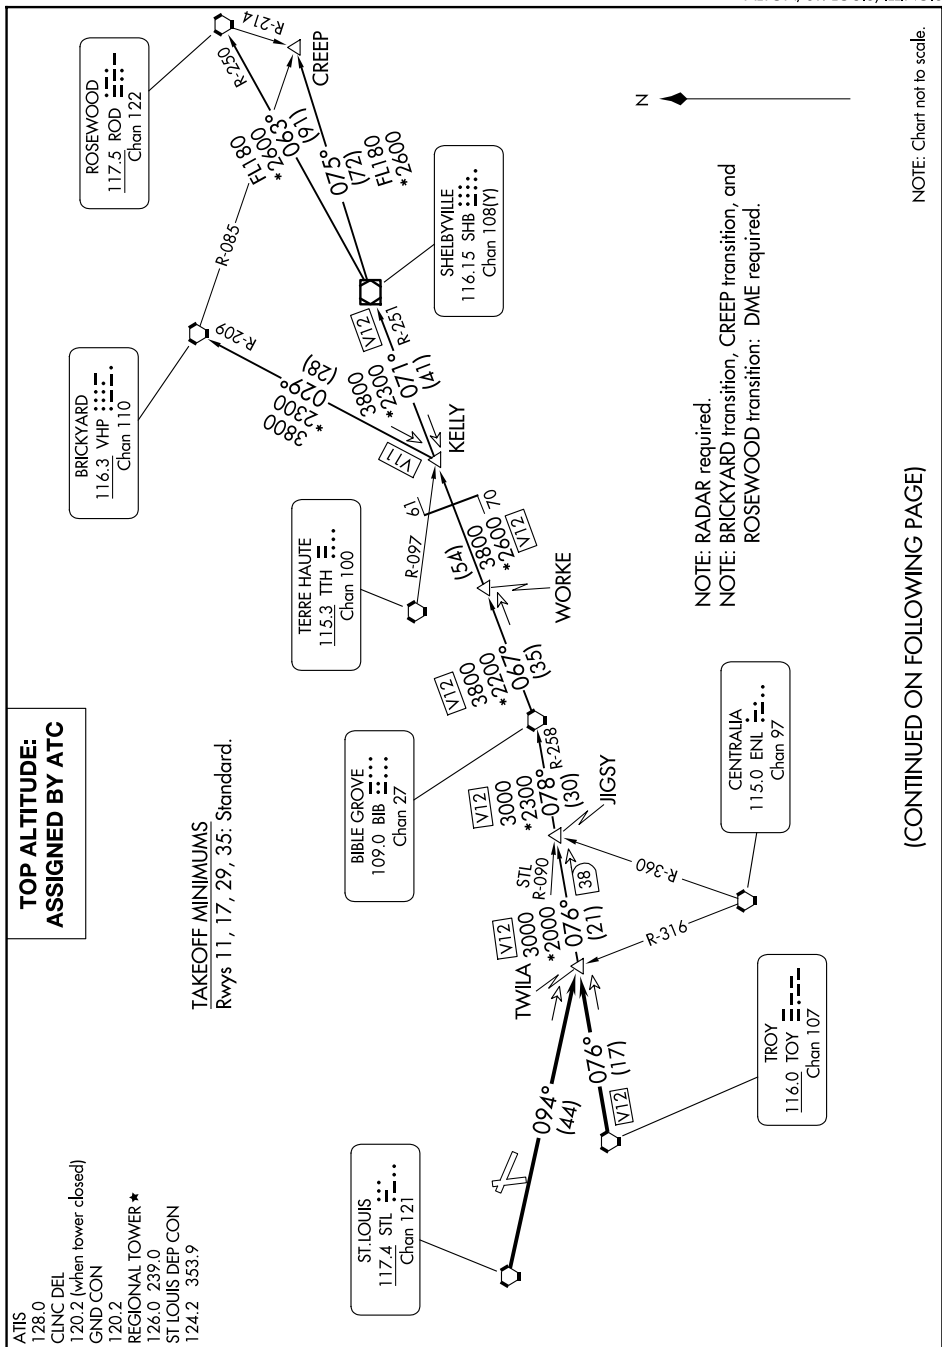 TOP ALTITUDE:
ASSIGNED BY ATC
ATIS
128.0
CLNC DEL
120.2 (when tower closed)
GND CON
120.2
REGIONAL TOWER ★
126.0 239.0
ST LOUIS DEP CON
124.2 353.9
TAKEOFF MINIMUMS
Rwys 11, 17, 29, 35: Standard.
ST.LOUIS
117.4 STL
Chan 121
094°
(44)
TROY
116.0 TOY
Chan 107
V12
076°
(17)
TWILA
V12
3000
*2000
076°
(21)
STL
R-090
38
JIGSY
CENTRALIA
115.0 ENL
Chan 97
R-316
R-360
V12
3000
*2300
078°
(30)
R-258
BIBLE GROVE
109.0 BIB
Chan 27
V12
3800
*2200
067°
(35)
WORKE
(54)
3800
*2600
V12
61
70
TERRE HAUTE
115.3 TTH
Chan 100
R-097
KELLY
V11
3800
*2300
029°
(28)
R-209
BRICKYARD
116.3 VHP
Chan 110
R-085
V12
3800
*2300
071°
(41)
R-251
SHELBYVILLE
116.15 SHB
Chan 108(Y)
FL180
*2600
063°
(91)
R-250
ROSEWOOD
117.5 ROD
Chan 122
R-214
CREEP
075°
(72)
FL180
*2600
N
NOTE: RADAR required.
NOTE: BRICKYARD transition, CREEP transition, and
ROSEWOOD transition: DME required.
NOTE: Chart not to scale.
(CONTINUED ON FOLLOWING PAGE)